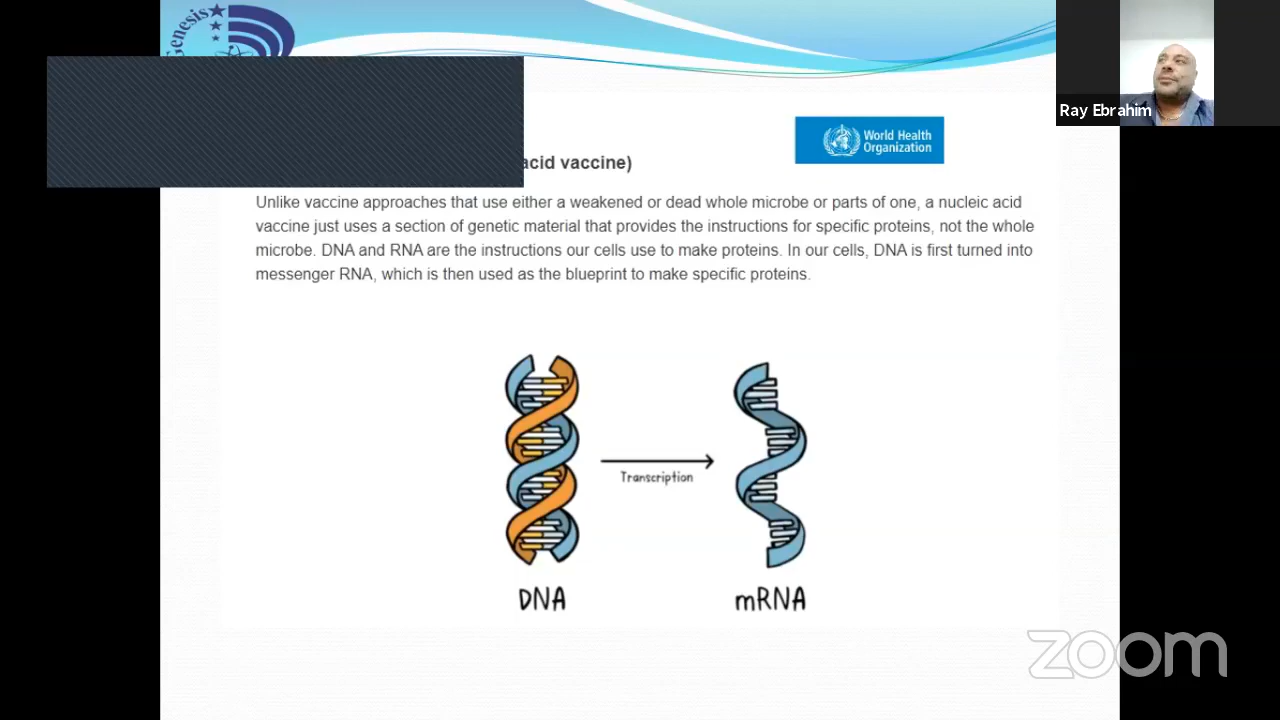 Genesis
Ray Ebrahim
World Health
Organization
acid vaccine)
Unlike vaccine approaches that use either a weakened or dead whole microbe or parts of one, a nucleic acid
vaccine just uses a section of genetic material that provides the instructions for specific proteins, not the whole
microbe. DNA and RNA are the instructions our cells use to make proteins. In our cells, DNA is first turned into
messenger RNA, which is then used as the blueprint to make specific proteins.
Transcription
DNA
mRNA
zoom